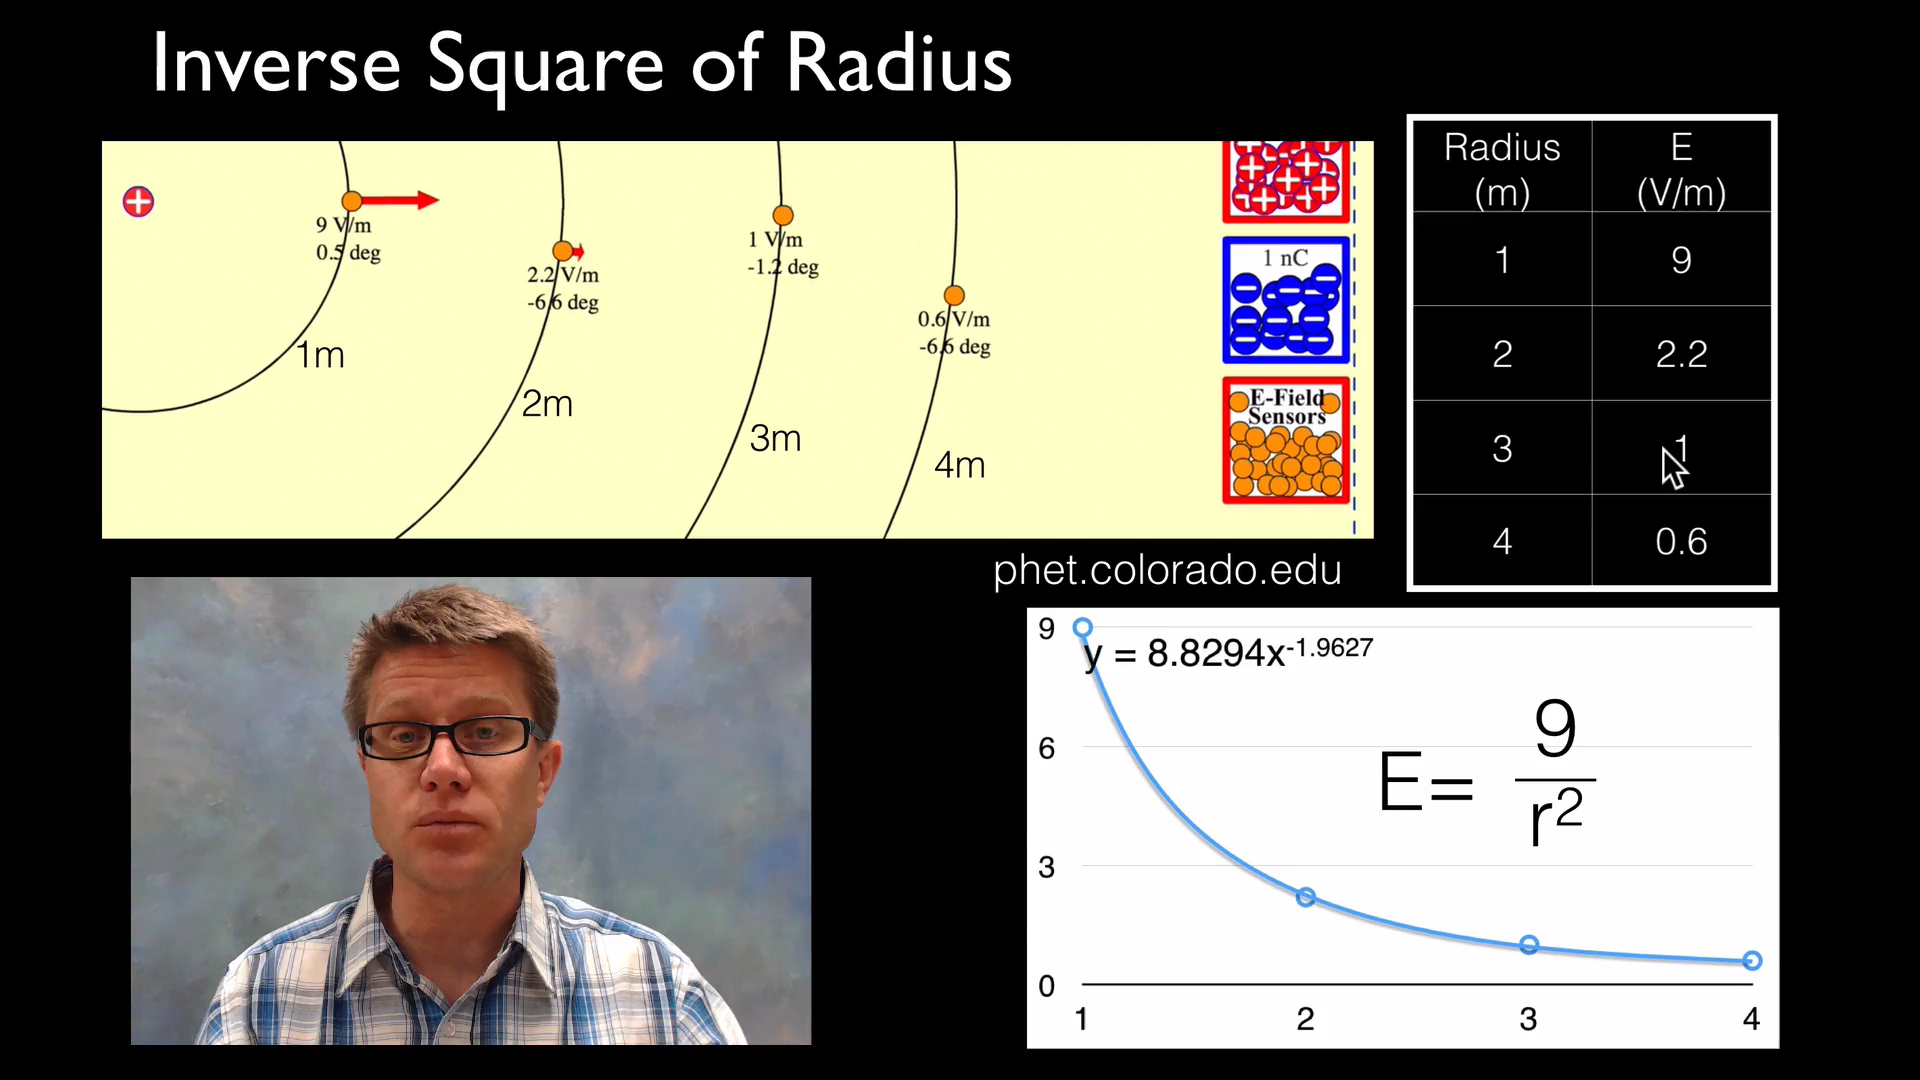 Inverse Square of Radius
9 V/m
0.5 deg
2.2 V/m
-6.6 deg
1 V/m
-1.2 deg
0.6 V/m
-6.6 deg
1m
2m
3m
4m
1 nC
E-Field
Sensors
Radius
(m)
E
(V/m)
1
9
2
2.2
3
1
4
0.6
phet.colorado.edu
y = 8.8294x^-1.9627
E= 9/r²
9
6
3
0
1 2 3 4